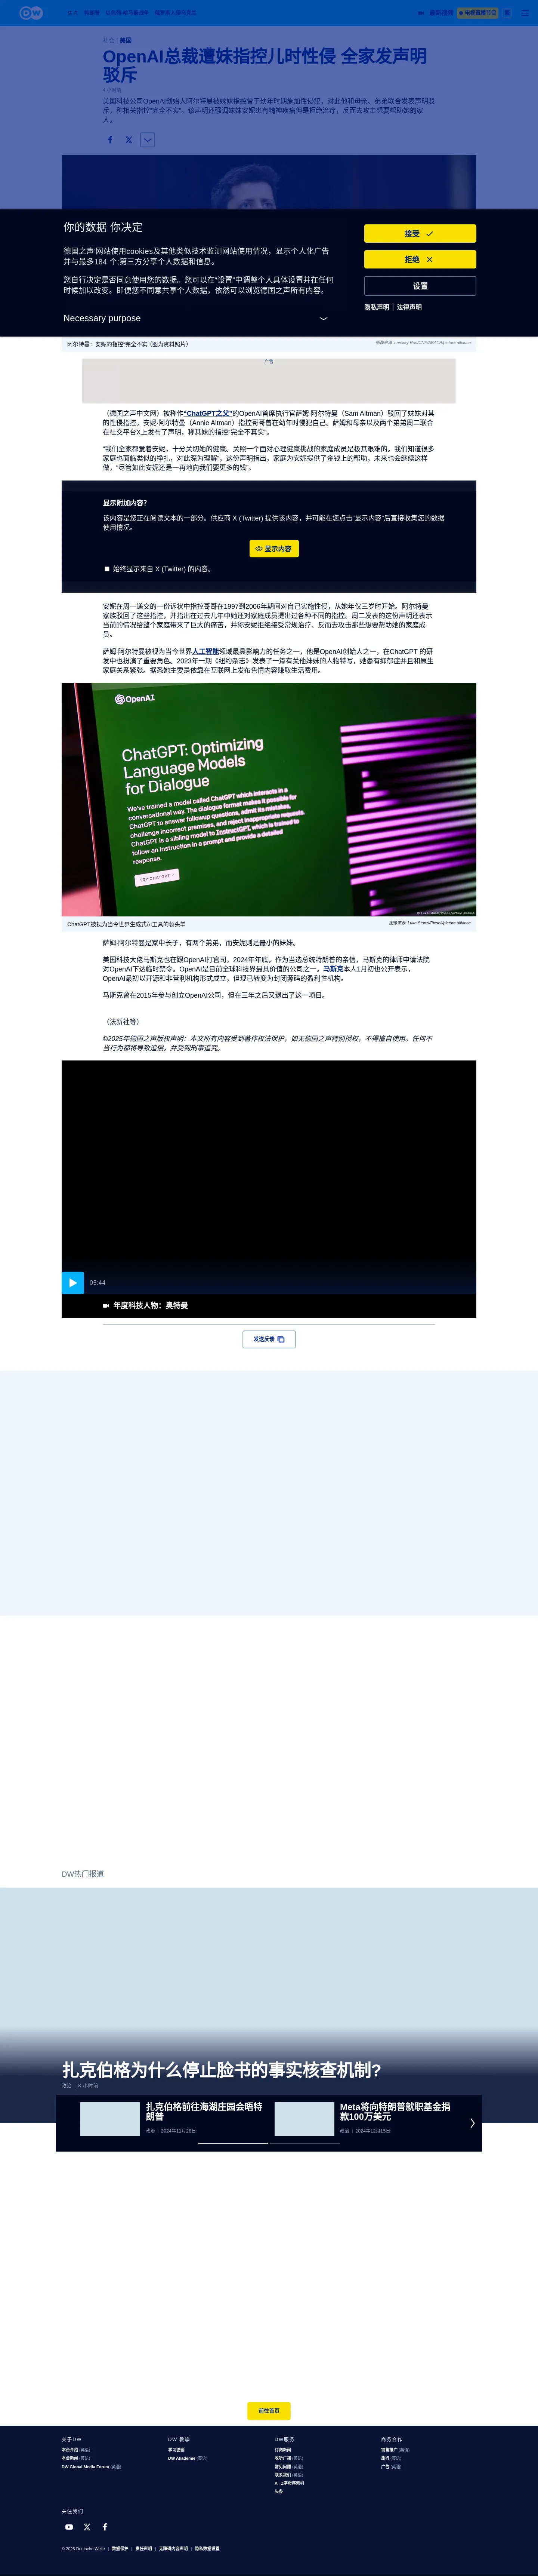 DW
最新视频
电视直播节目
社会 | 美国
OpenAI总裁遭妹指控儿时性侵 全家发声明
驳斥
4 小时前
美国科技公司OpenAI创始人阿尔特曼被妹妹指控曾于幼年时期施加性侵犯。对此他和母亲、弟弟联合发表声明驳
斥，称相关指控“完全不实”。该声明还强调妹妹安妮患有精神疾病但是拒绝治疗、反而去攻击想要帮助她的家
人。
你的数据 你决定
德国之声'网站使用cookies及其他类似技术监测网站使用情况，显示个人化广告
并与最多184 个;第三方分享个人数据和信息。
您自行决定是否同意使用您的数据。您可以在“设置”中调整个人具体设置并在任何
时候加以改变。即便您不同意共享个人数据，依然可以浏览德国之声所有内容。
Necessary purpose
接受
拒绝
设置
隐私声明 | 法律声明
阿尔特曼：安妮的指控“完全不实”（图为资料照片）
广告
（德国之声中文网）被称作“ChatGPT之父”的OpenAI首席执行官萨姆·阿尔特曼（Sam Altman）驳回了妹妹对其
的性侵指控。安妮·阿尔特曼（Annie Altman）指控哥哥曾在幼年时侵犯自己。萨姆和母亲以及两个弟弟周二联合
在社交平台X上发布了声明，称其妹的指控“完全不真实”。
“我们全家都爱着安妮，十分关切她的健康。关照一个面对心理健康挑战的家庭成员是极其艰难的。我们知道很多
家庭也面临类似的挣扎，对此深为理解”，这份声明指出，家庭为安妮提供了金钱上的帮助，未来也会继续这样
做，“尽管如此安妮还是一再地向我们要更多的钱”。
显示附加内容?
该内容是您正在阅读文本的一部分。供应商 X (Twitter) 提供该内容，并可能在您点击“显示内容”后直接收集您的数据
使用情况。
显示内容
始终显示来自 X (Twitter) 的内容。
安妮在周一递交的一份诉状中指控哥哥在1997到2006年期间对自己实施性侵，从她年仅三岁时开始。阿尔特曼
家族驳回了这些指控，并指出在过去几年中她还对家庭成员提出过各种不同的指控。周二发表的这份声明还表示
当前的情况给整个家庭带来了巨大的痛苦，并称安妮拒绝接受常规治疗、反而去攻击那些想要帮助她的家庭成
员。
萨姆·阿尔特曼被视为当今世界人工智能领域最具影响力的任务之一，他是OpenAI创始人之一，在ChatGPT 的研
发中也扮演了重要角色。2023年一期《纽约杂志》发表了一篇有关他妹妹的人物特写，她患有抑郁症并且和原生
家庭关系紧张。据悉她主要是依靠在互联网上发布色情内容赚取生活费用。
OpenAI
ChatGPT: Optimizing
Language Models
for Dialogue
We've trained a model called ChatGPT which interacts in a
conversational way. The dialogue format makes it possible for
ChatGPT to answer followup questions, admit its mistakes,
challenge incorrect premises, and reject inappropriate requests.
ChatGPT is a sibling model to InstructGPT, which is trained to
follow an instruction in a prompt and provide a detailed
response.
TRY CHATGPT
ChatGPT被视为当今世界生成式AI工具的领头羊
萨姆·阿尔特曼是家中长子，有两个弟弟，而安妮则是最小的妹妹。
美国科技大佬马斯克也在跟OpenAI打官司。2024年年底，作为当选总统特朗普的亲信，马斯克的律师申请法院
对OpenAI下达临时禁令。OpenAI是目前全球科技界最具价值的公司之一。马斯克本人1月初也公开表示，
OpenAI最初以开源和非营利机构形式成立，但现已转变为封闭源码的盈利性机构。
马斯克曾在2015年参与创立OpenAI公司，但在三年之后又退出了这一项目。
（法新社等）
©2025年德国之声版权声明：本文所有内容受到著作权法保护，如无德国之声特别授权，不得擅自使用。任何不
当行为都将导致追偿，并受到刑事追究。
05:44
年度科技人物：奥特曼
发送反馈
DW热门报道
扎克伯格为什么停止脸书的事实核查机制?
政治 | 8 小时前
扎克伯格前往海湖庄园会晤特
朗普
政治 | 2024年11月28日
Meta将向特朗普就职基金捐
款100万美元
政治 | 2024年12月15日
前往首页
关于DW
本台介绍 (英语)
本台新闻 (英语)
DW Global Media Forum (英语)
DW 教学
学习德语
DW Akademie (英语)
DW服务
订阅新闻
收听广播 (英语)
常见问题 (英语)
联系我们 (英语)
A - Z字母序索引
头条
商务合作
销售推广 (英语)
旅行 (英语)
广告 (英语)
关注我们
© 2025 Deutsche Welle | 数据保护 | 责任声明 | 无障碍内容声明 | 隐私数据设置